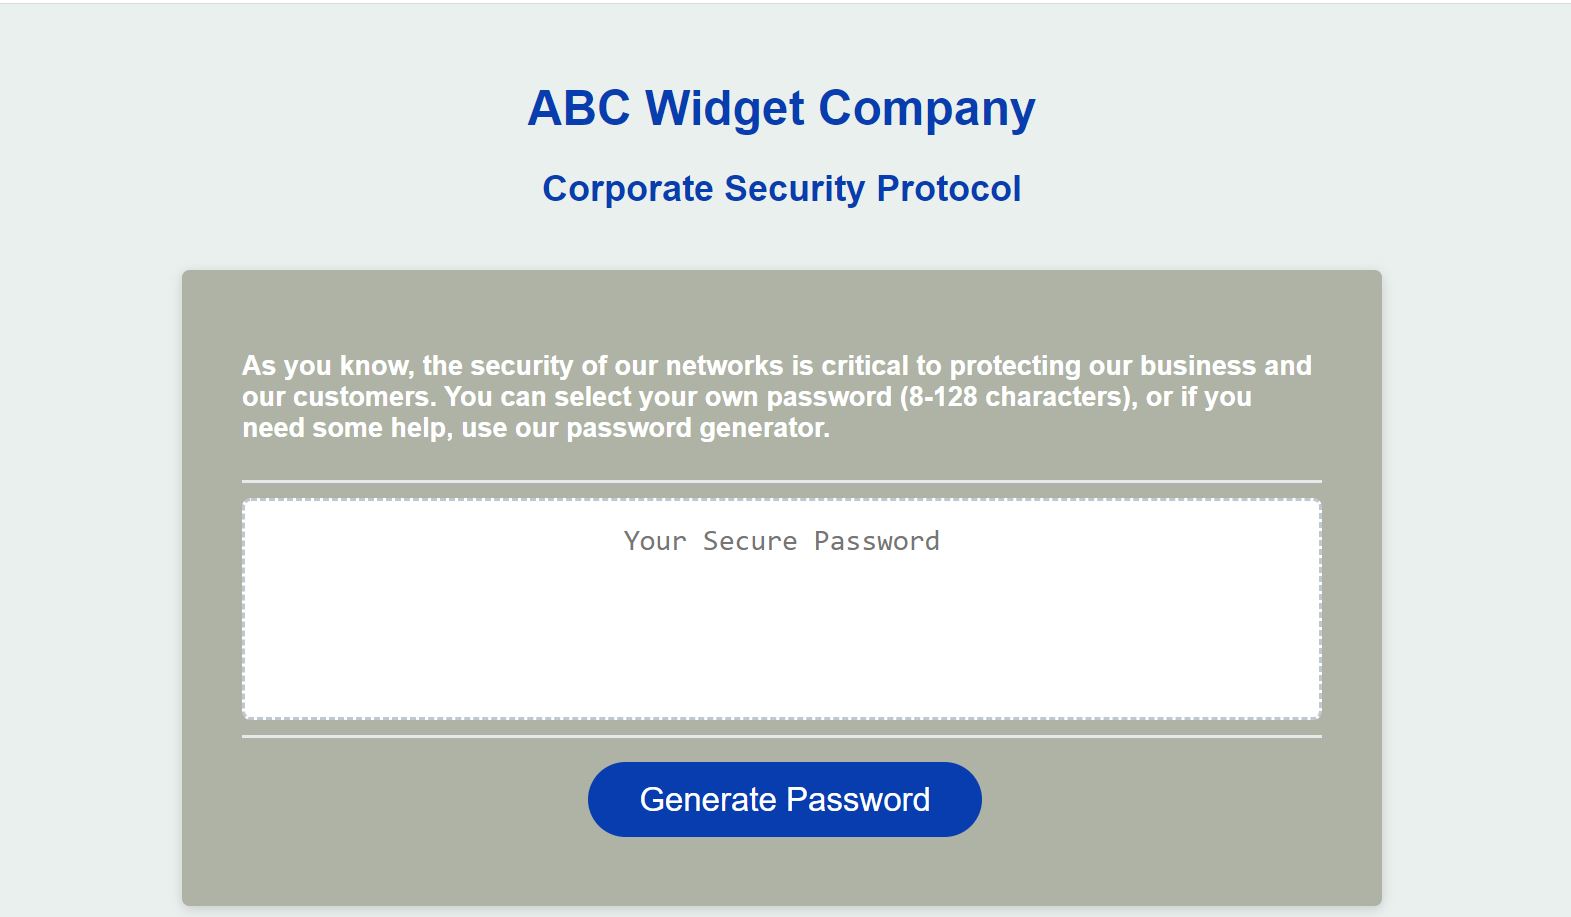 ABC Widget Company
Corporate Security Protocol
As you know, the security of our networks is critical to protecting our business and
our customers. You can select your own password (8-128 characters), or if you
need some help, use our password generator.
Your Secure Password
Generate Password